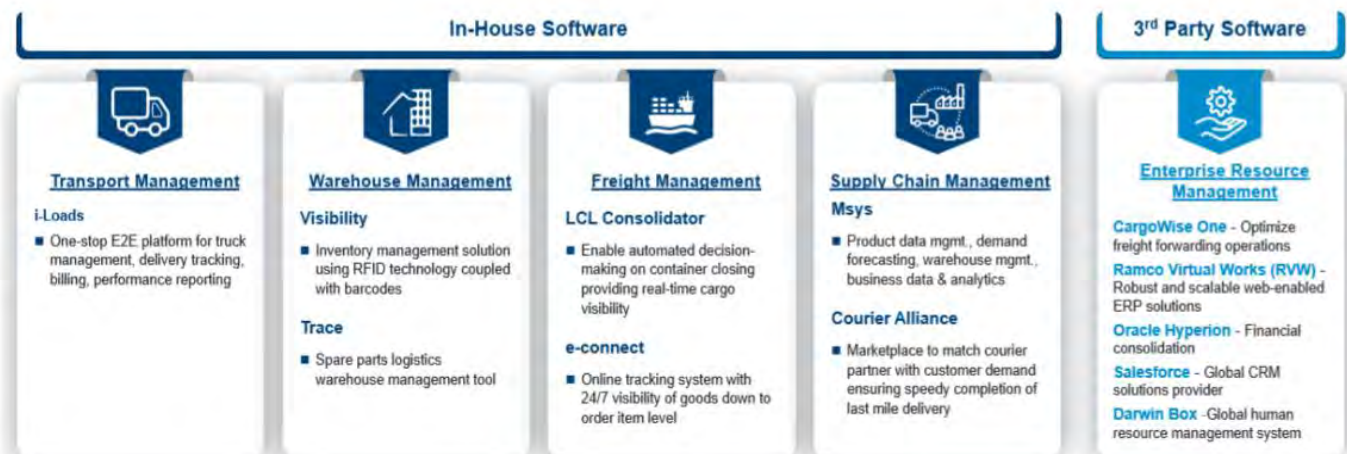 In-House Software
3rd Party Software
Transport Management
i-Loads
■ One-stop E2E platform for truck
management, delivery tracking,
billing, performance reporting
Warehouse Management
Visibility
■ Inventory management solution
using RFID technology coupled
with barcodes
Trace
■ Spare parts logistics
warehouse management tool
Freight Management
LCL Consolidator
■ Enable automated decision-
making on container closing
providing real-time cargo
visibility
e-connect
■ Online tracking system with
24/7 visibility of goods down to
order item level
Supply Chain Management
Msys
■ Product data mgmt., demand
forecasting, warehouse mgmt.,
business data & analytics
Courier Alliance
■ Marketplace to match courier
partner with customer demand
ensuring speedy completion of
last mile delivery
Enterprise Resource
Management
CargoWise One - Optimize
freight forwarding operations
Ramco Virtual Works (RVW) -
Robust and scalable web-enabled
ERP solutions
Oracle Hyperion - Financial
consolidation
Salesforce - Global CRM
solutions provider
Darwin Box -Global human
resource management system